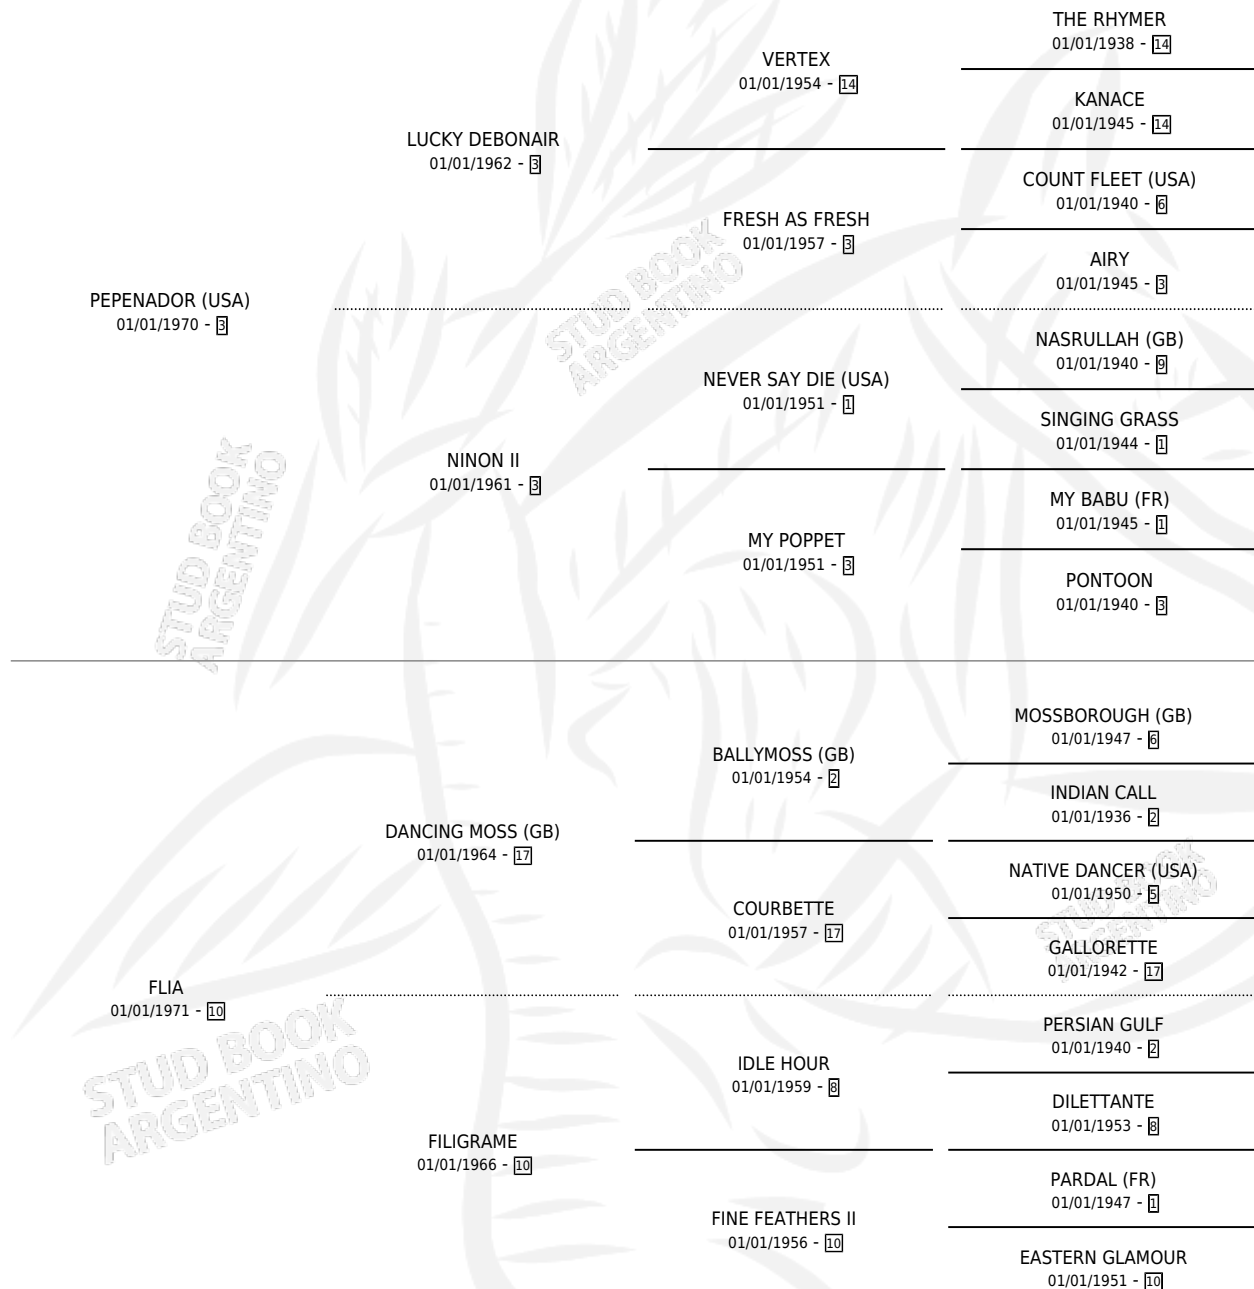 THE RHYMER
01/01/1938 - 14
VERTEX
01/01/1954 - 14
KANACE
01/01/1945 - 14
LUCKY DEBONAIR
01/01/1962 - 3
COUNT FLEET (USA)
01/01/1940 - 6
FRESH AS FRESH
01/01/1957 - 3
AIRY
01/01/1945 - 3
PEPENADOR (USA)
01/01/1970 - 3
NASRULLAH (GB)
01/01/1940 - 9
NEVER SAY DIE (USA)
01/01/1951 - 1
SINGING GRASS
01/01/1944 - 1
NINON II
01/01/1961 - 3
MY BABU (FR)
01/01/1945 - 1
MY POPPET
01/01/1951 - 3
PONTOON
01/01/1940 - 3
MOSSBOROUGH (GB)
01/01/1947 - 6
BALLYMOSS (GB)
01/01/1954 - 2
INDIAN CALL
01/01/1936 - 2
DANCING MOSS (GB)
01/01/1964 - 17
NATIVE DANCER (USA)
01/01/1950 - 5
COURBETTE
01/01/1957 - 17
GALLORETTE
01/01/1942 - 17
FLIA
01/01/1971 - 10
PERSIAN GULF
01/01/1940 - 2
IDLE HOUR
01/01/1959 - 8
DILETTANTE
01/01/1953 - 8
FILIGRAME
01/01/1966 - 10
PARDAL (FR)
01/01/1947 - 1
FINE FEATHERS II
01/01/1956 - 10
EASTERN GLAMOUR
01/01/1951 - 10
STUD BOOK
ARGENTINO
STUD BOOK
ARGENTINO
STUD BOOK
ARGENTINO
STUD BOOK
ARGENTINO